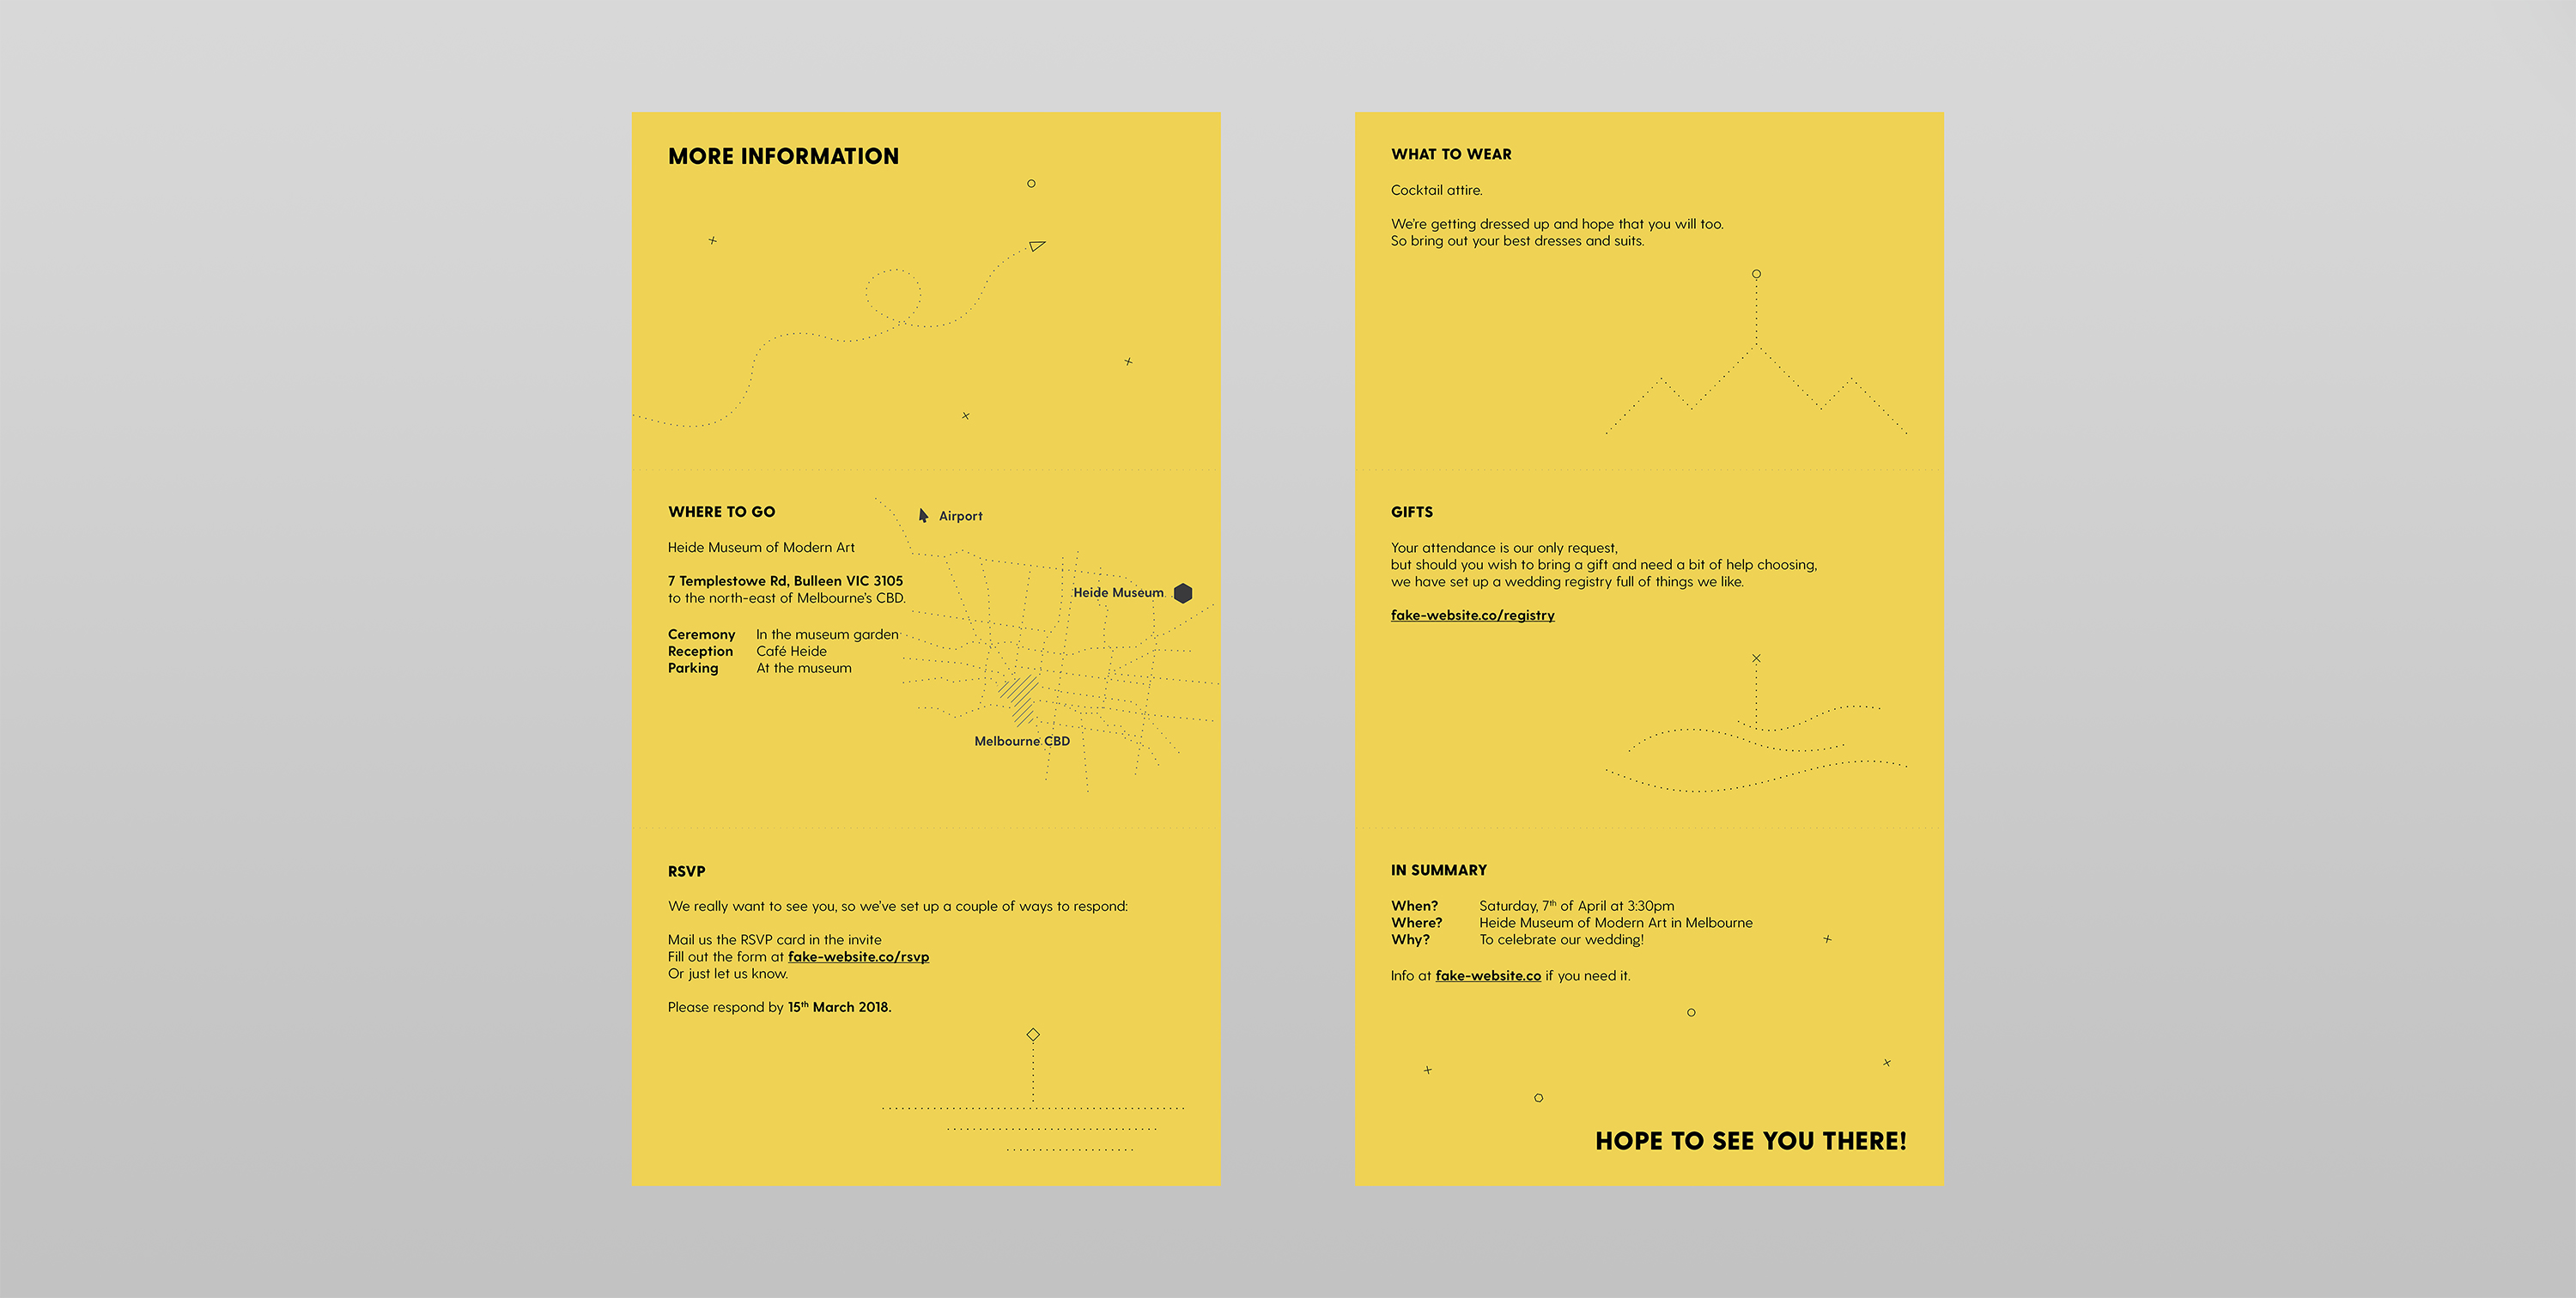 MORE INFORMATION
WHERE TO GO
Airport
Heide Museum of Modern Art
7 Templestowe Rd, Bulleen VIC 3105
to the north-east of Melbourne's CBD.
Heide Museum
Ceremony In the museum garden
Reception Café Heide
Parking At the museum
Melbourne CBD
RSVP
We really want to see you, so we've set up a couple of ways to respond:
Mail us the RSVP card in the invite
Fill out the form at fake-website.co/rsvp
Or just let us know.
Please respond by 15th March 2018.
WHAT TO WEAR
Cocktail attire.
We're getting dressed up and hope that you will too.
So bring out your best dresses and suits.
GIFTS
Your attendance is our only request,
but should you wish to bring a gift and need a bit of help choosing,
we have set up a wedding registry full of things we like.
fake-website.co/registry
IN SUMMARY
When? Saturday, 7th of April at 3:30pm
Where? Heide Museum of Modern Art in Melbourne
Why? To celebrate our wedding!
Info at fake-website.co if you need it.
HOPE TO SEE YOU THERE!